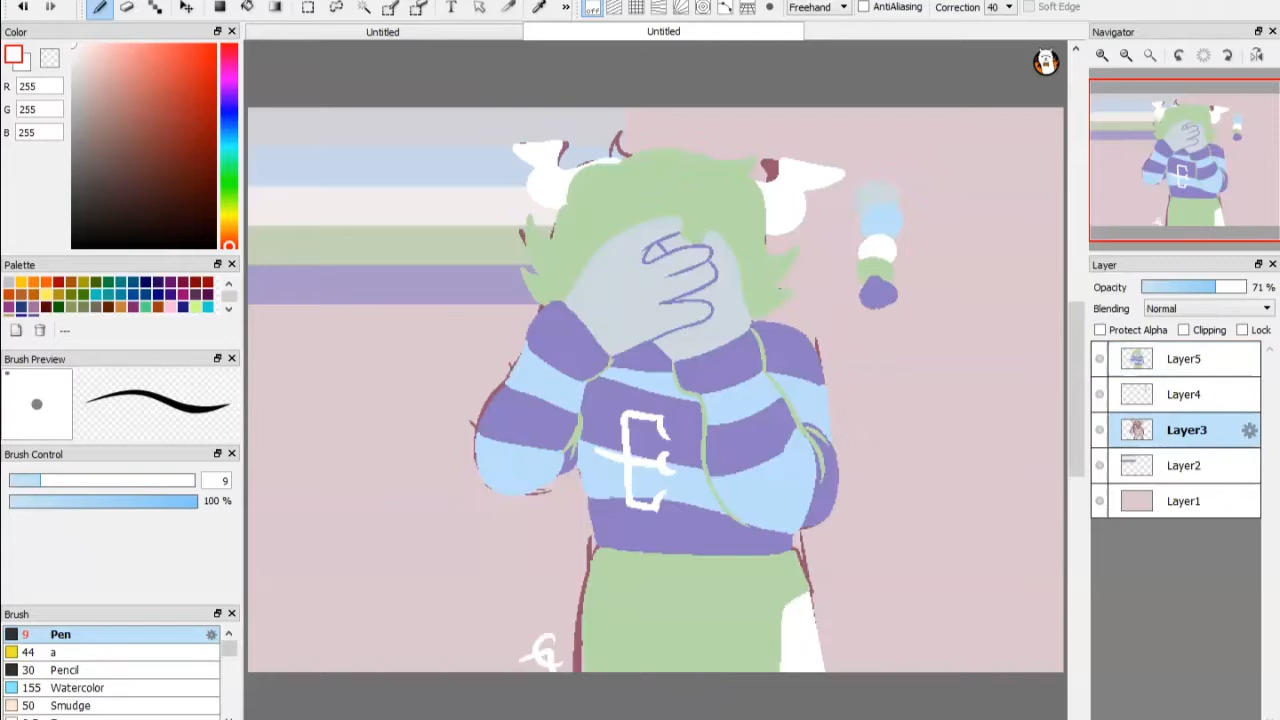 Freehand AntiAliasing Correction 40 Soft Edge
Color
Untitled
Untitled
Navigator
R 255
G 255
B 255
Palette
Layer
Opacity 71 %
Blending Normal
Protect Alpha Clipping Lock
---
Brush Preview
Layer5
Layer4
Layer3
Layer2
Layer1
Brush Control
9
100 %
E
Brush
9 Pen
44 a
30 Pencil
155 Watercolor
50 Smudge